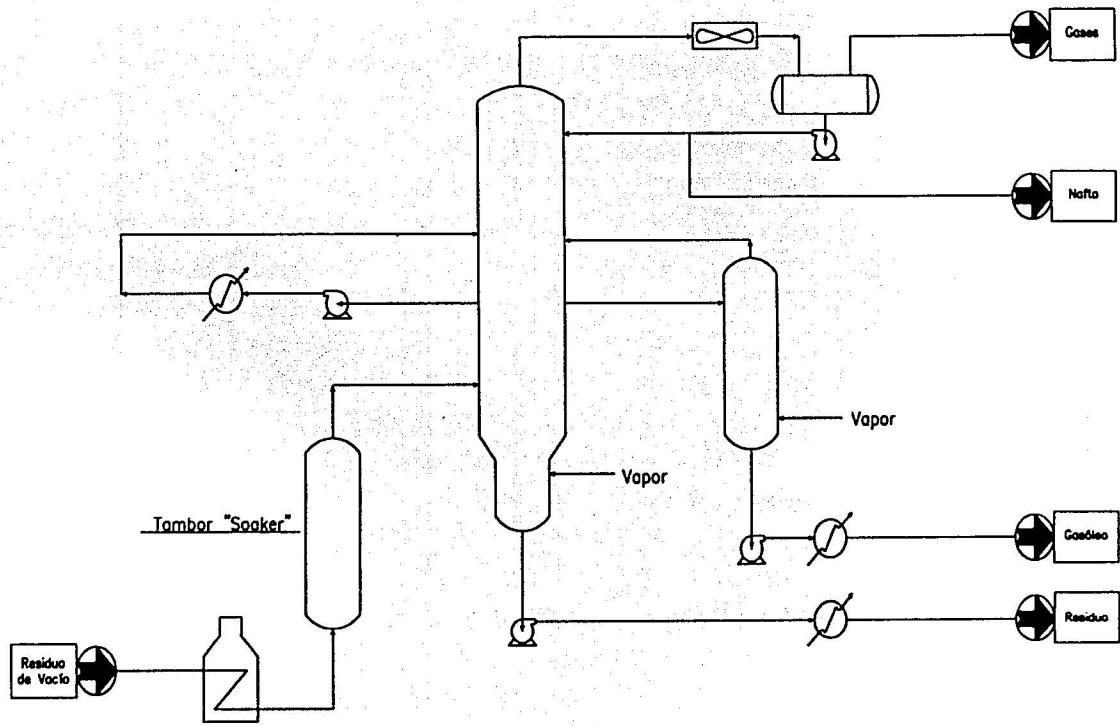 Gases
Nafta
Vapor
Vapor
Tambor "Soaker"
Gasóleo
Residuo
Residuo
de Vacío